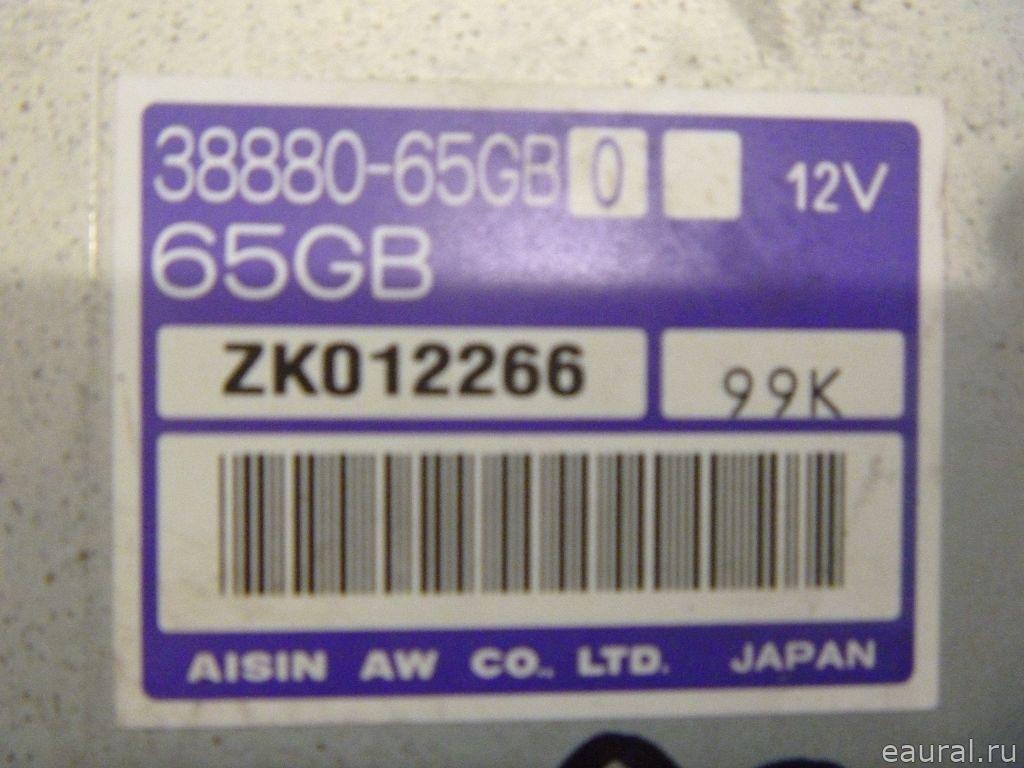 38880-65GB 0 12V
65GB
ZK012266 99K
AISIN AW CO., LTD. JAPAN
eaural.ru